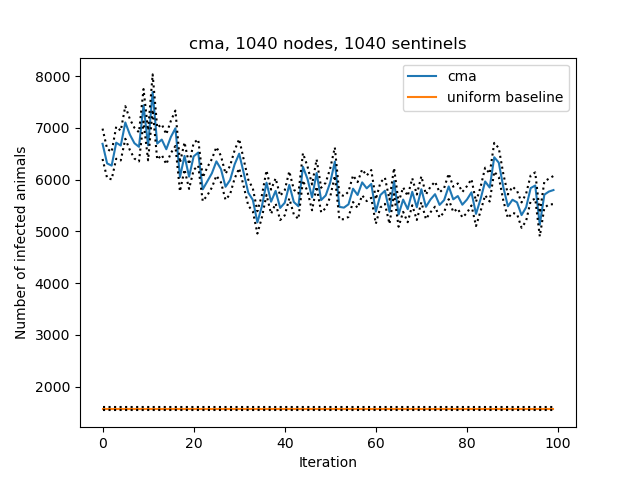 cma, 1040 nodes, 1040 sentinels
cma
uniform baseline
Number of infected animals
8000
7000
6000
5000
4000
3000
2000
0 20 40 60 80 100
Iteration